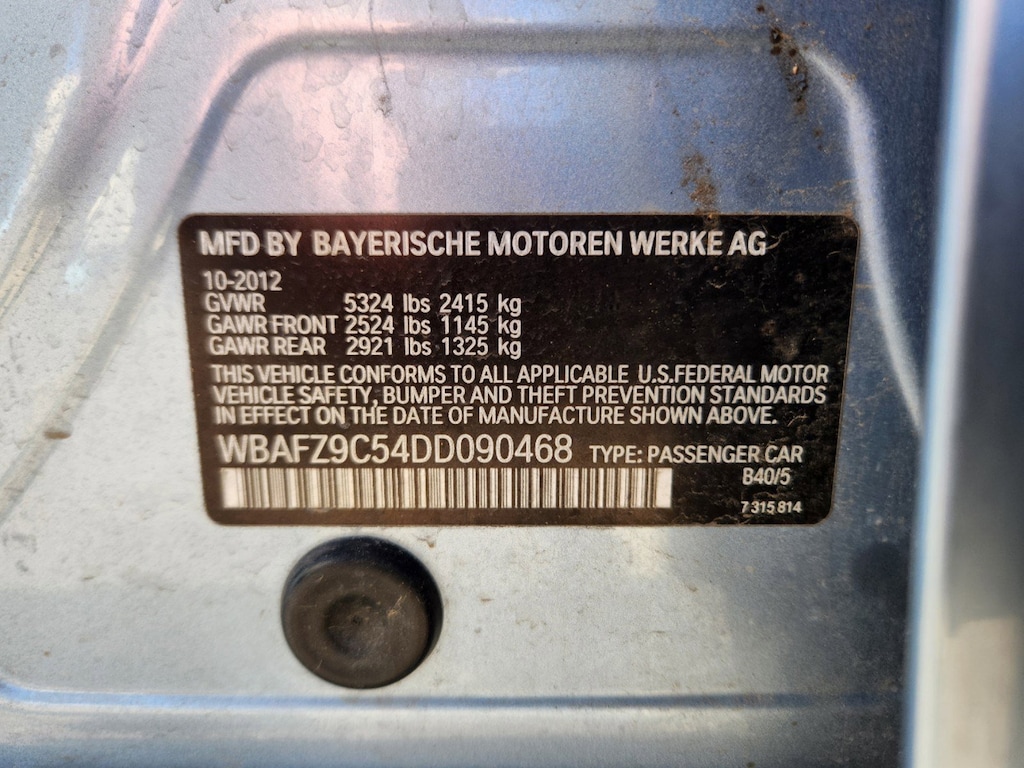 MFD BY BAYERISCHE MOTOREN WERKE AG
10-2012
GVWR 5324 lbs 2415 kg
GAWR FRONT 2524 lbs 1145 kg
GAWR REAR 2921 lbs 1325 kg
THIS VEHICLE CONFORMS TO ALL APPLICABLE U.S.FEDERAL MOTOR
VEHICLE SAFETY, BUMPER AND THEFT PREVENTION STANDARDS
IN EFFECT ON THE DATE OF MANUFACTURE SHOWN ABOVE.
WBAFZ9C54DD090468 TYPE: PASSENGER CAR
B40/5
7 315 814